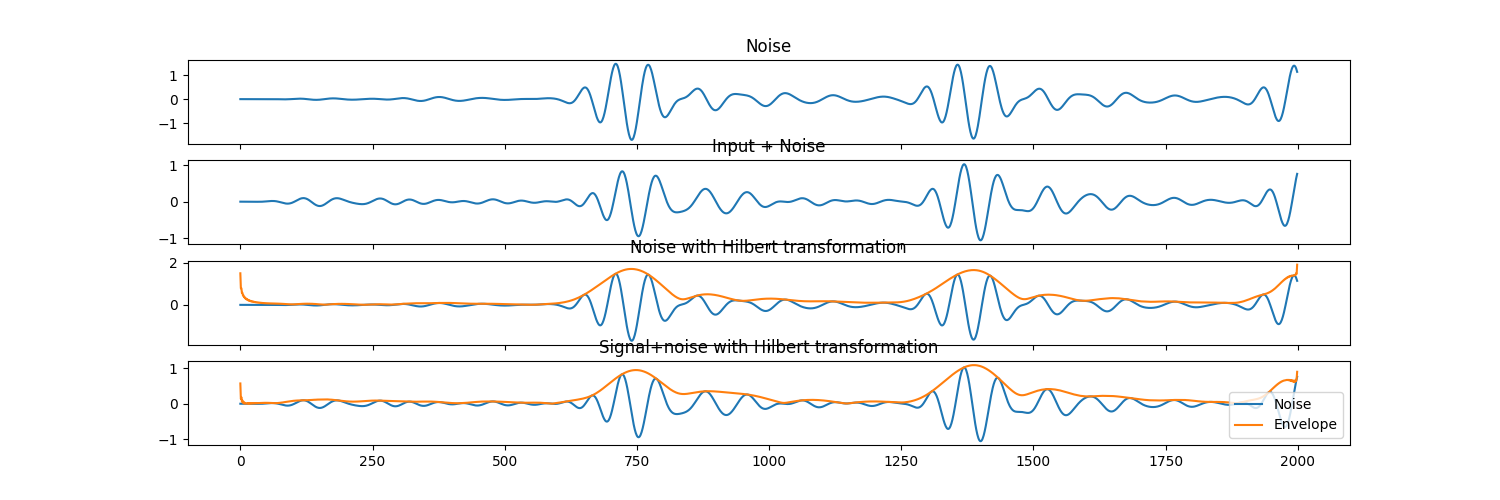 Noise
1
0
−1
Input + Noise
1
0
−1
Noise with Hilbert transformation
2
0
Signal+noise with Hilbert transformation
1
0
−1
Noise
Envelope
0 250 500 750 1000 1250 1500 1750 2000